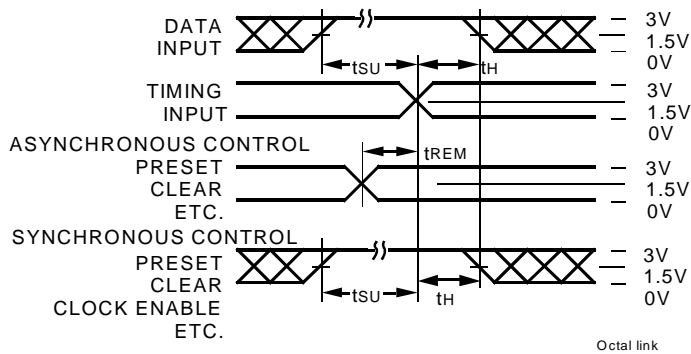 DATA
INPUT
3V
1.5V
0V
tSU
tH
TIMING
INPUT
3V
1.5V
0V
ASYNCHRONOUS CONTROL
PRESET
CLEAR
ETC.
tREM
3V
1.5V
0V
SYNCHRONOUS CONTROL
PRESET
CLEAR
CLOCK ENABLE
ETC.
tSU
tH
3V
1.5V
0V
Octal link